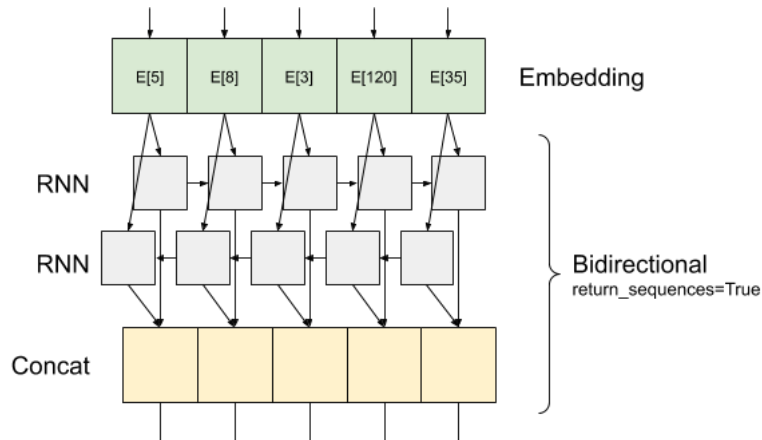 E[5] E[8] E[3] E[120] E[35]
Embedding
RNN
RNN
Bidirectional
return_sequences=True
Concat